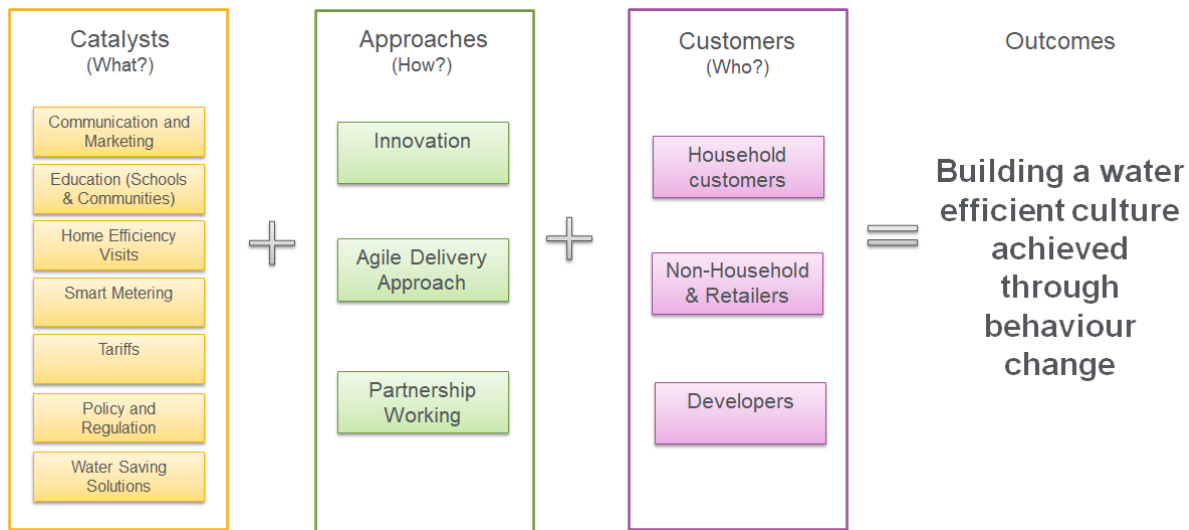 Catalysts
(What?)
Communication and
Marketing
Education (Schools
& Communities)
Home Efficiency
Visits
Smart Metering
Tariffs
Policy and
Regulation
Water Saving
Solutions
Approaches
(How?)
Innovation
Agile Delivery
Approach
Partnership
Working
Customers
(Who?)
Household
customers
Non-Household
& Retailers
Developers
Outcomes
Building a water
efficient culture
achieved
through
behaviour
change